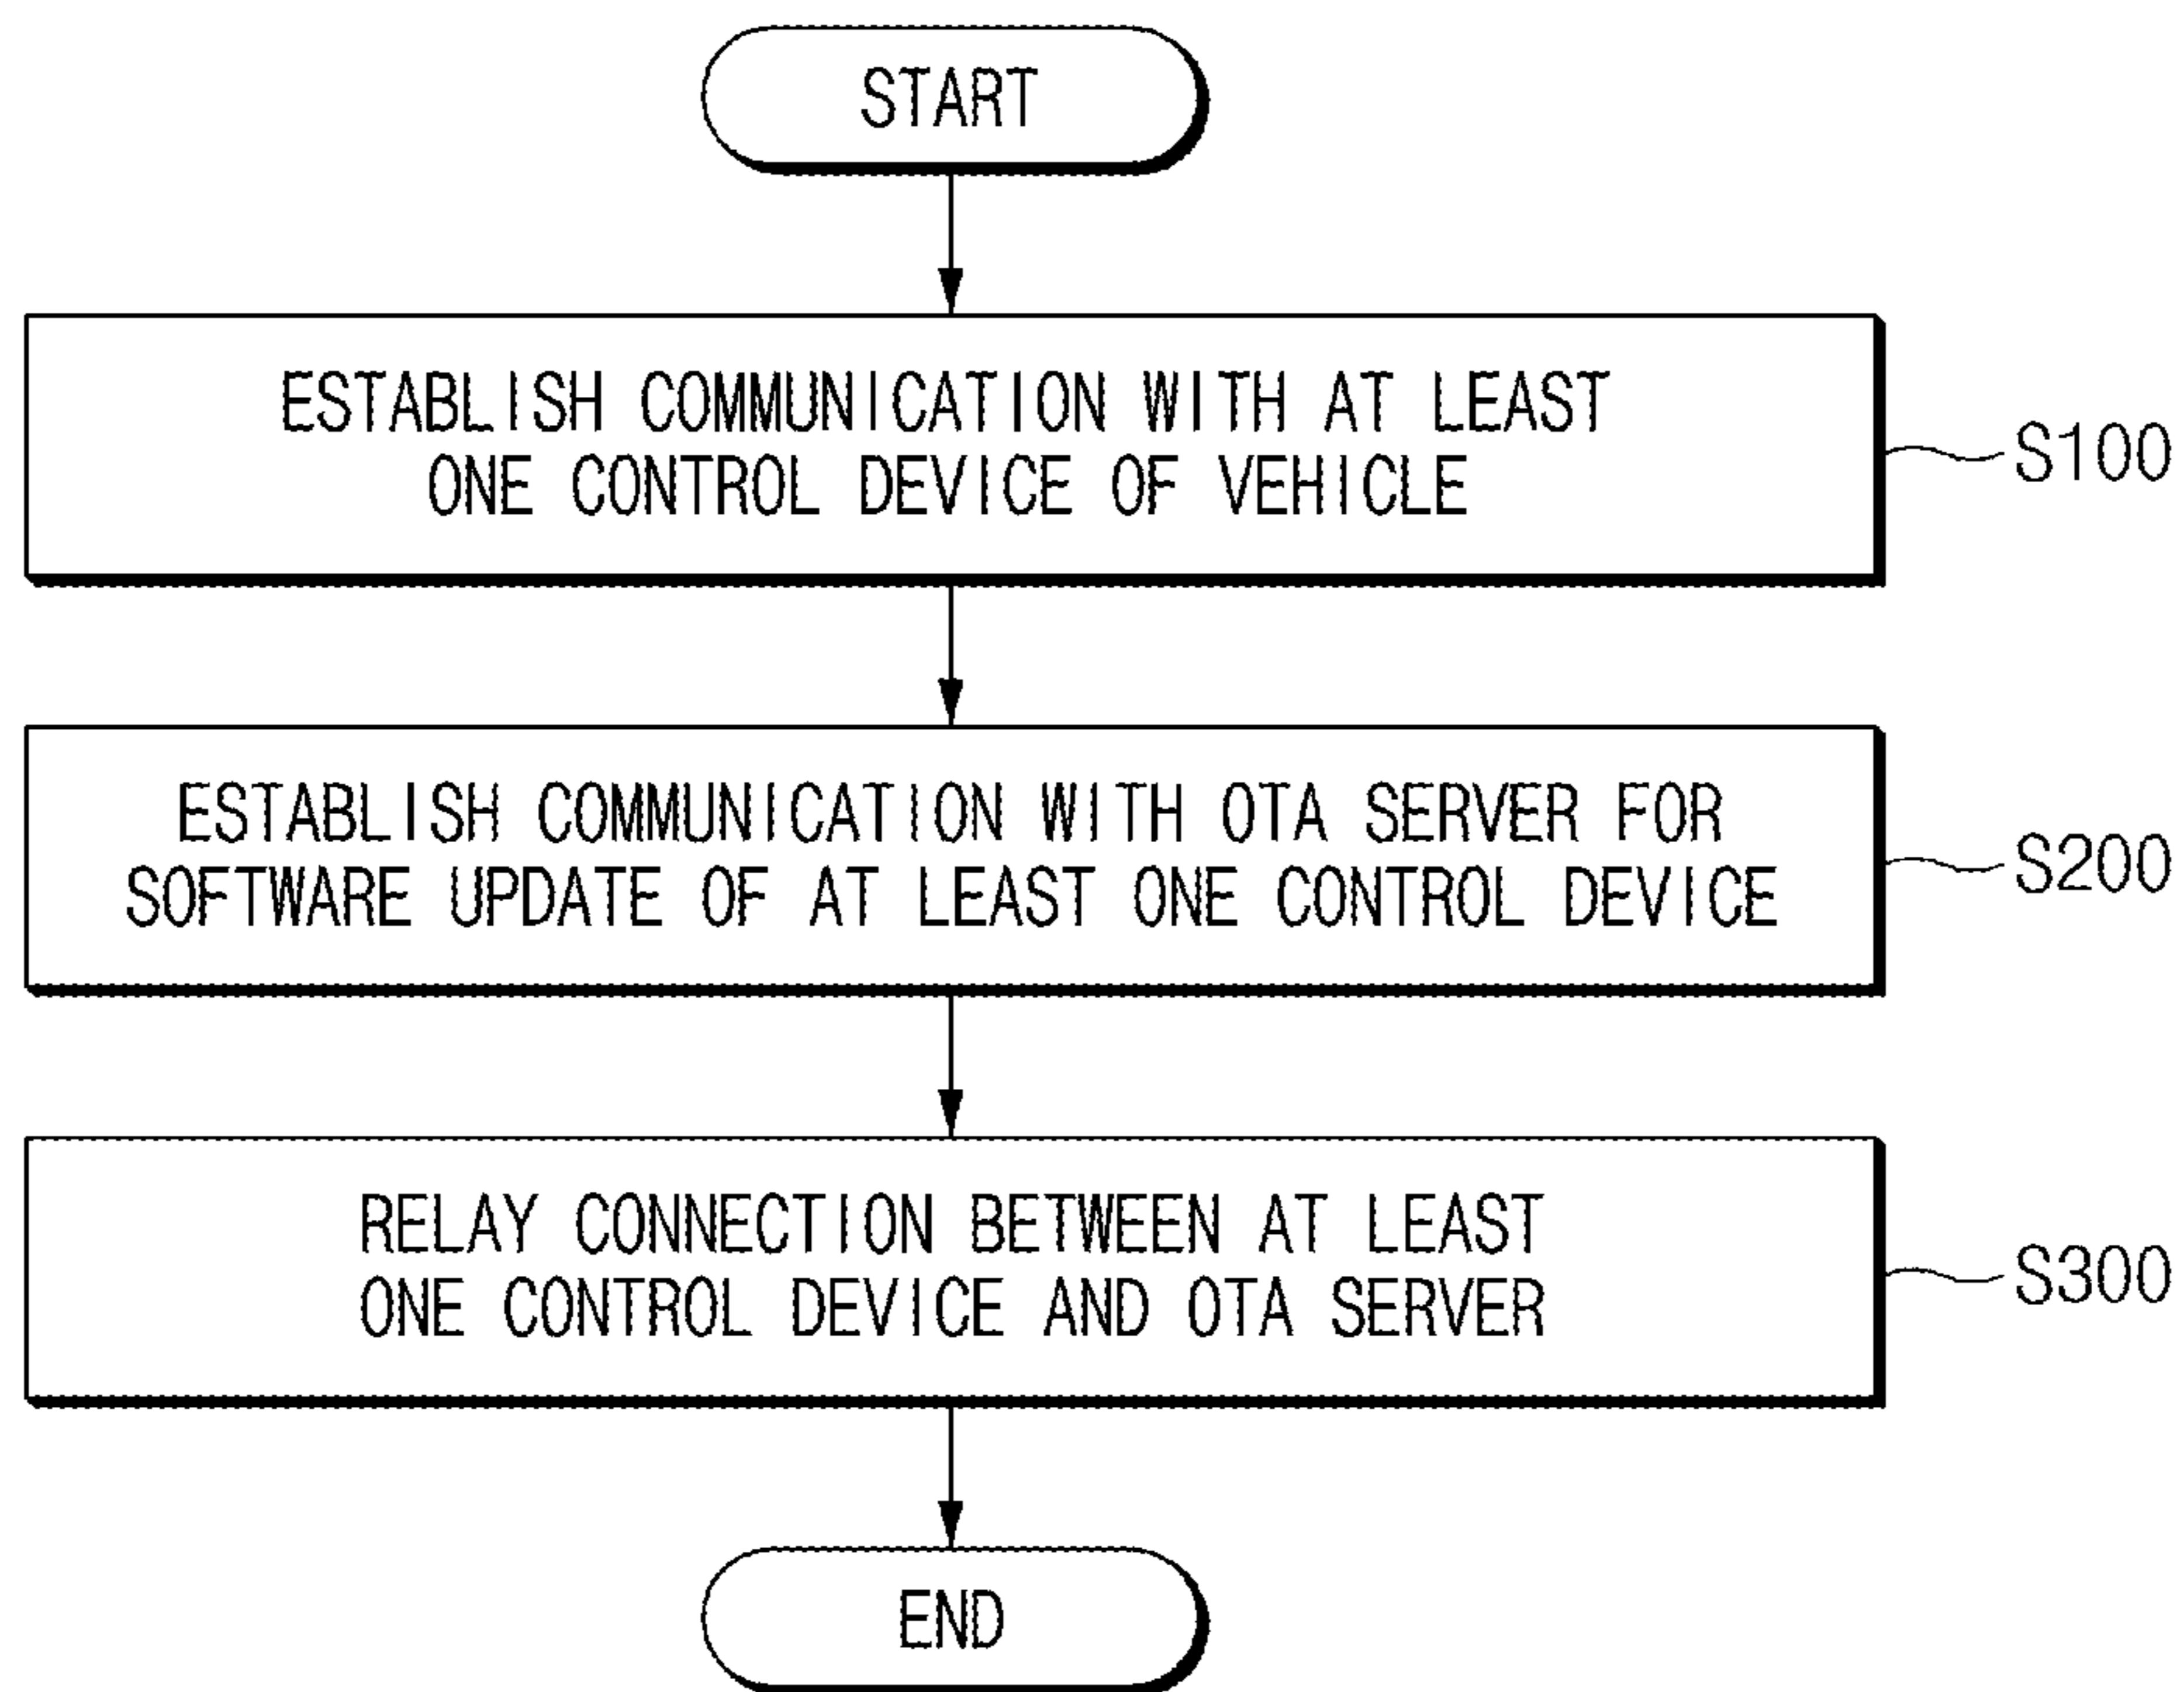 START
ESTABLISH COMMUNICATION WITH AT LEAST
ONE CONTROL DEVICE OF VEHICLE
S100
ESTABLISH COMMUNICATION WITH OTA SERVER FOR
SOFTWARE UPDATE OF AT LEAST ONE CONTROL DEVICE
S200
RELAY CONNECTION BETWEEN AT LEAST
ONE CONTROL DEVICE AND OTA SERVER
S300
END